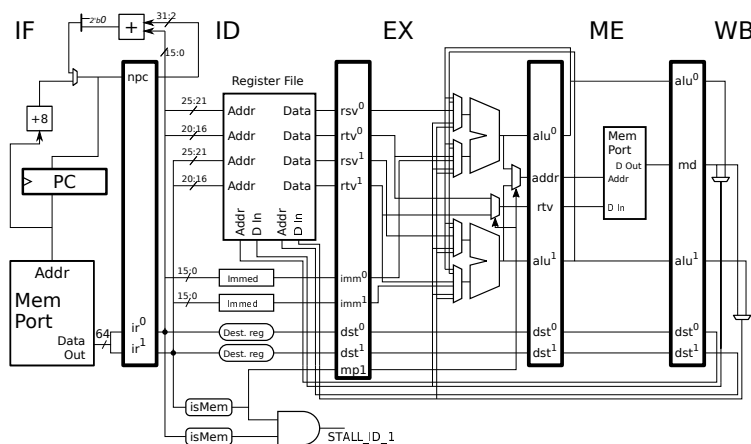 IF
ID
EX
ME
WB
2'b0
+
31:2
15:0
npc
+8
PC
Addr
Mem
Port
Data
Out
64
ir0
ir1
Register File
25:21
Addr
Data
20:16
Addr
Data
25:21
Addr
Data
20:16
Addr
Data
Addr
D In
Addr
D In
15:0
Immed
15:0
Immed
Dest. reg
Dest. reg
isMem
isMem
STALL_ID_1
rsv0
rtv0
rsv1
rtv1
imm0
imm1
dst0
dst1
mp1
alu0
addr
rtv
alu1
dst0
dst1
Mem
Port
D Out
Addr
D In
alu0
md
alu1
dst0
dst1